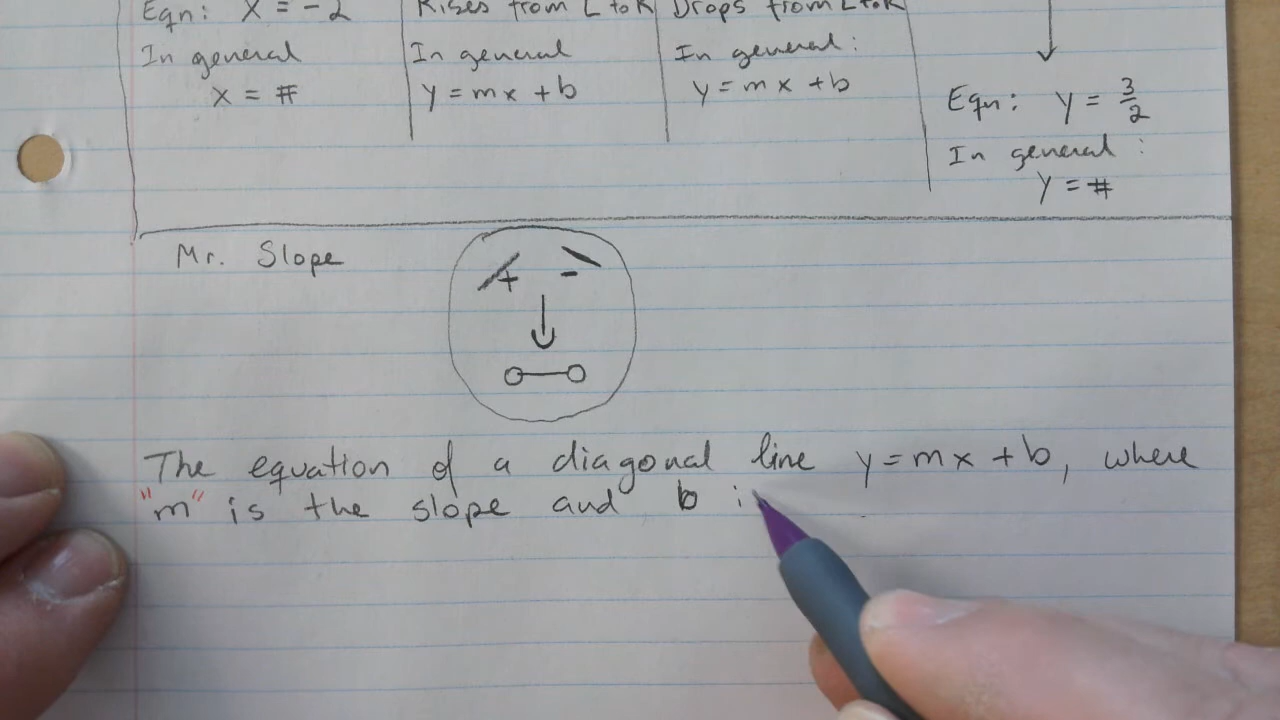 Eqn: x = -2
In general
x = #
Rises from L to R
In general
y = mx + b
Drops from L to R
In general:
y = mx + b
Eqn: y = 3/2
In general:
y = #
Mr. Slope
+ -
The equation of a diagonal line y = mx + b, where
"m" is the slope and b i